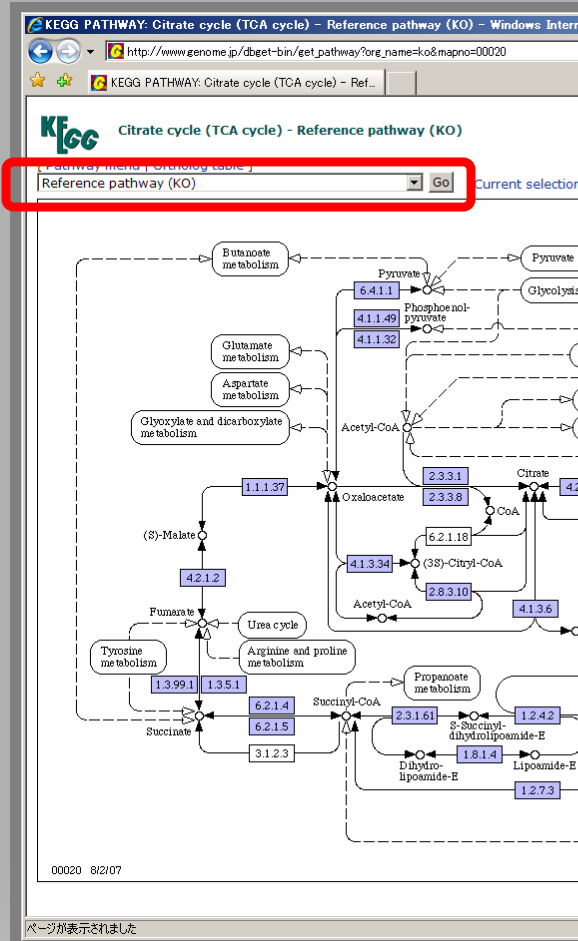 KEGG PATHWAY: Citrate cycle (TCA cycle) - Reference pathway (KO) - Windows Intern
http://www.genome.jp/dbget-bin/get_pathway?org_name=ko&mapno=00020
KEGG PATHWAY: Citrate cycle (TCA cycle) - Ref...
KEGG
Citrate cycle (TCA cycle) - Reference pathway (KO)
[ Pathway menu | Ortholog table ]
Reference pathway (KO)
Go
Current selection
Butanoate
metabolism
Pyruvate
Pyruvate
6.4.1.1
Glycolysis
Phosphoenol-
pyruvate
4.1.1.49
4.1.1.32
Glutamate
metabolism
Aspartate
metabolism
Glyoxylate and dicarboxylate
metabolism
Acetyl-CoA
2.3.3.1
Citrate
1.1.1.37
4.2
Oxaloacetate
2.3.3.8
CoA
(S)-Malate
6.2.1.18
4.1.3.34
(3S)-Citryl-CoA
4.2.1.2
2.8.3.10
Acetyl-CoA
4.1.3.6
Fumarate
Urea cycle
Tyrosine
metabolism
Arginine and proline
metabolism
1.3.99.1
1.3.5.1
Propanoate
metabolism
6.2.1.4
Succinyl-CoA
2.3.1.61
1.2.4.2
6.2.1.5
Succinate
S-Succinyl-
dihydrolipoamide-E
3.1.2.3
1.8.1.4
Dihydro-
lipoamide-E
Lipoamide-E
1.2.7.3
00020 8/2/07
ページが表示されました